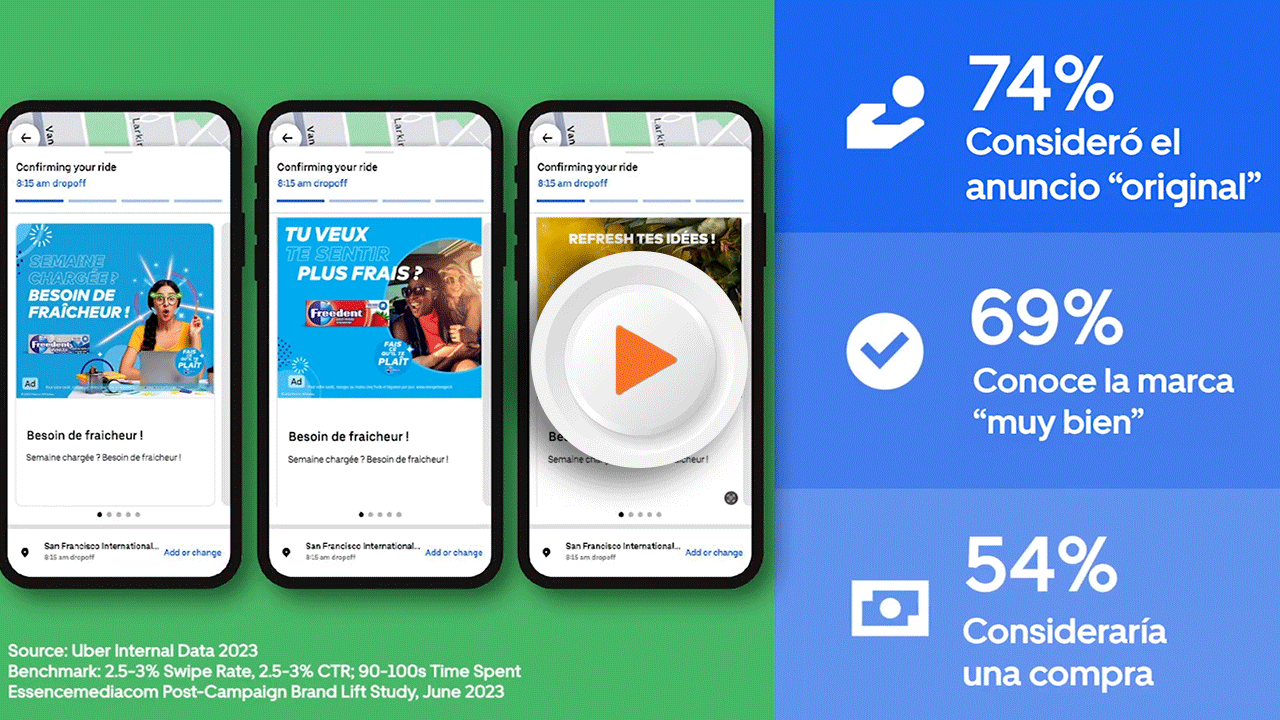 Van
Larkin
Confirming your ride
8:15 am dropoff
SEMAINE
CHARGÉE ?
BESOIN DE
FRAÎCHEUR !
Freedent
FAIS
CE
QU'IL TE
PLAÎT
Ad
Besoin de fraicheur !
Semaine chargée ? Besoin de fraicheur !
San Francisco International...
8:15 am dropoff
Add or change
Van
Larkin
Confirming your ride
8:15 am dropoff
TU VEUX
TE SENTIR
PLUS FRAIS ?
Freedent
FAIS
CE
QU'IL TE
PLAÎT
Ad
Besoin de fraicheur !
Semaine chargée ? Besoin de fraicheur !
San Francisco International...
8:15 am dropoff
Add or change
Van
Larkin
Confirming your ride
8:15 am dropoff
REFRESH TES IDÉES !
San Francisco International...
8:15 am dropoff
Add or change
Source: Uber Internal Data 2023
Benchmark: 2.5-3% Swipe Rate, 2.5-3% CTR; 90-100s Time Spent
Essencemediacom Post-Campaign Brand Lift Study, June 2023
74%
Consideró el
anuncio “original”
69%
Conoce la marca
“muy bien”
54%
Consideraría
una compra